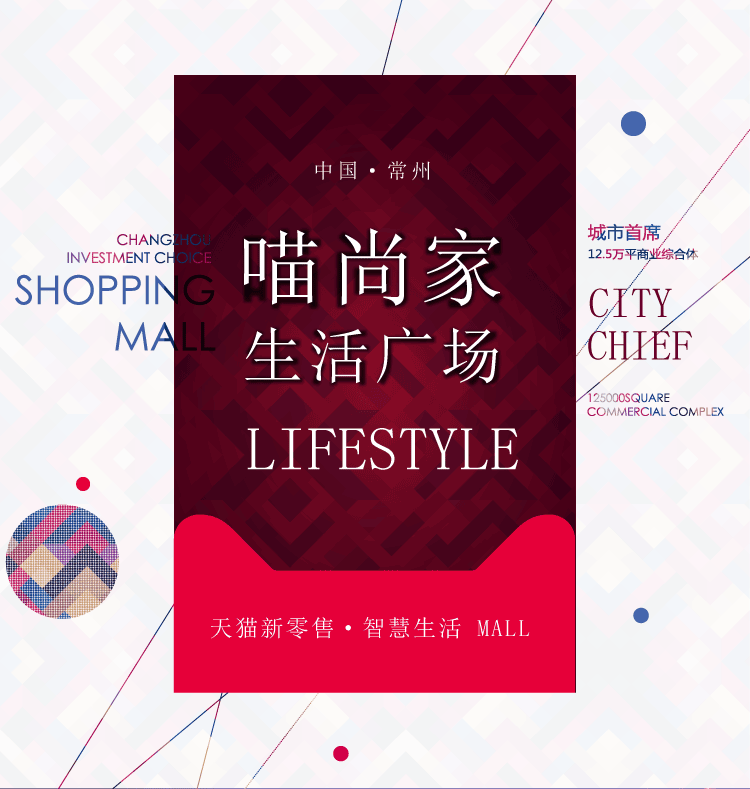 中国·常州
喵尚家
生活广场
LIFESTYLE
天猫新零售·智慧生活 MALL
CHANGZHOU
INVESTMENT CHOICE
SHOPPING
MALL
城市首席
12.5万平商业综合体
CITY
CHIEF
125000SQUARE
COMMERCIAL COMPLEX